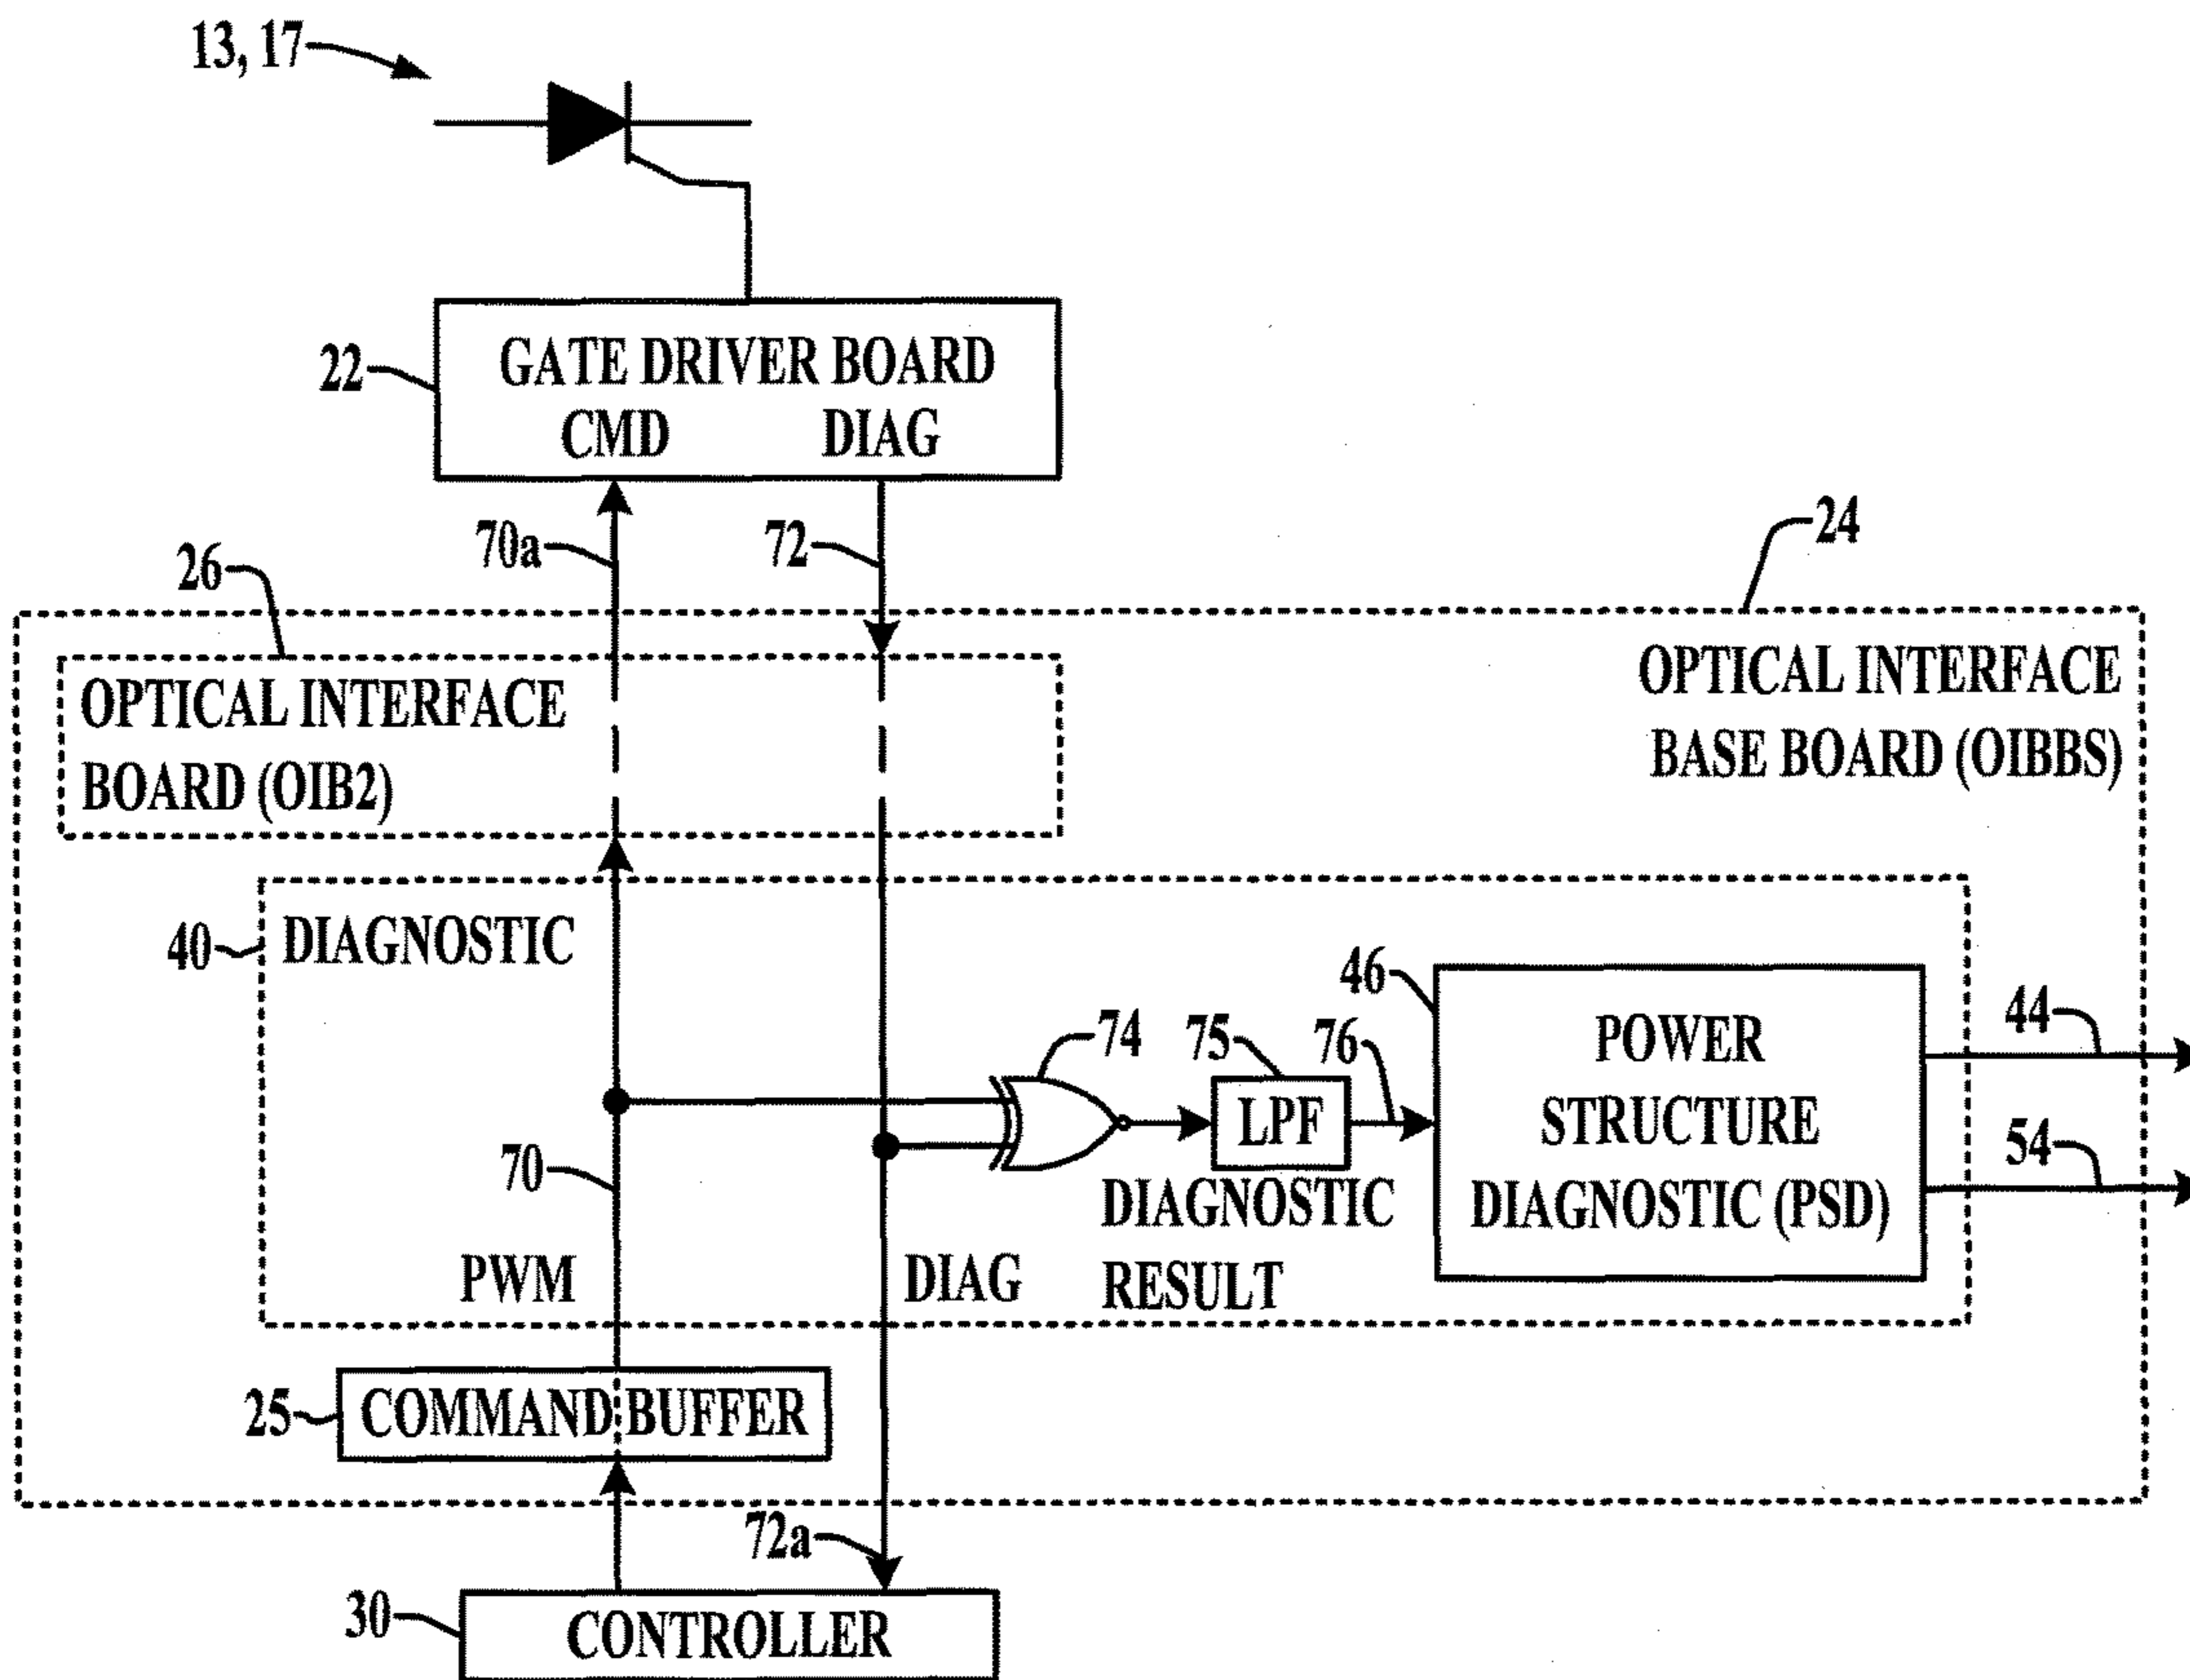 13, 17
22
GATE DRIVER BOARD
CMD
DIAG
70a
72
24
26
OPTICAL INTERFACE
BOARD (OIB2)
OPTICAL INTERFACE
BASE BOARD (OIBBS)
40
DIAGNOSTIC
74
75
LPF
76
46
POWER
STRUCTURE
DIAGNOSTIC (PSD)
44
54
70
DIAGNOSTIC
RESULT
PWM
DIAG
25
COMMAND BUFFER
72a
30
CONTROLLER